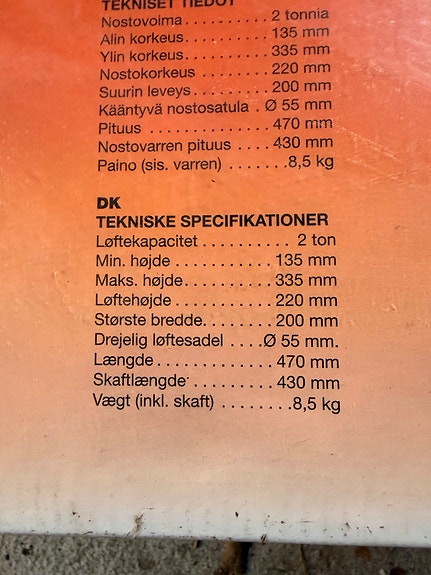 TEKNISET TIEDOT
Nostovoima . . . . . . . . . . . 2 tonnia
Alin korkeus. . . . . . . . . . . 135 mm
Ylin korkeus. . . . . . . . . . . 335 mm
Nostokorkeus . . . . . . . . . 220 mm
Suurin leveys . . . . . . . . . . 200 mm
Kääntyvä nostosatula . Ø 55 mm
Pituus . . . . . . . . . . . . . . . . 470 mm
Nostovarren pituus . . . . . 430 mm
Paino (sis. varren) . . . . . . . 8,5 kg
DK
TEKNISKE SPECIFIKATIONER
Løftekapacitet . . . . . . . . . . 2 ton
Min. højde . . . . . . . . . . . . 135 mm
Maks. højde. . . . . . . . . . . 335 mm
Løftehøjde . . . . . . . . . . . . 220 mm
Største bredde. . . . . . . . . 200 mm
Drejelig løftesadel . . . .Ø 55 mm.
Længde. . . . . . . . . . . . . . . 470 mm
Skaftlængde . . . . . . . . . . 430 mm
Vægt (inkl. skaft) . . . . . . . .8,5 kg